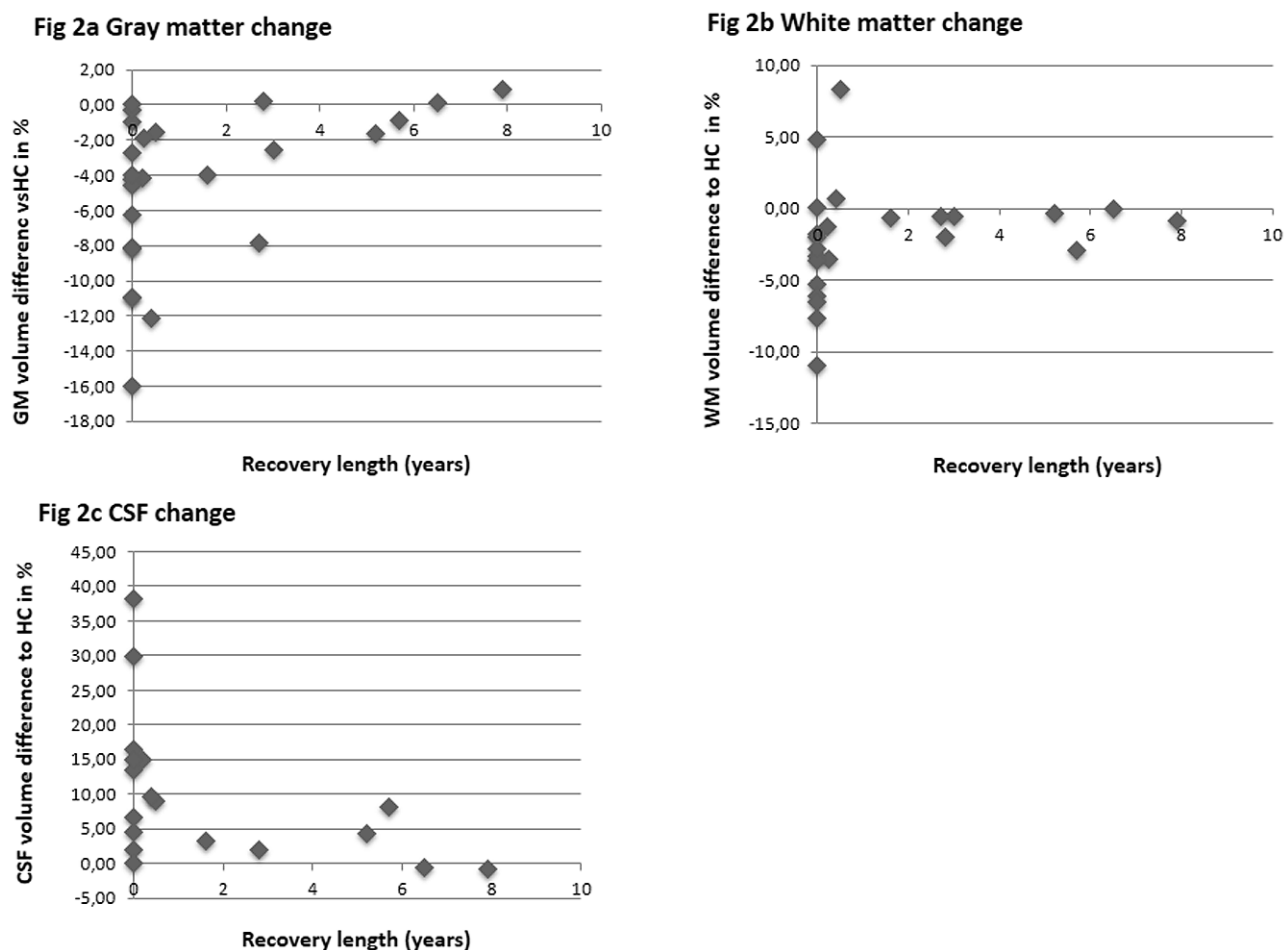 Fig 2a Gray matter change
GM volume differenc vsHC in %
2,00
0,00
-2,00
-4,00
-6,00
-8,00
-10,00
-12,00
-14,00
-16,00
-18,00
0 2 4 6 8 10
Recovery length (years)
Fig 2b White matter change
WM volume difference to HC in %
10,00
5,00
0,00
-5,00
-10,00
-15,00
0 2 4 6 8 10
Recovery length (years)
Fig 2c CSF change
CSF volume difference to HC in %
45,00
40,00
35,00
30,00
25,00
20,00
15,00
10,00
5,00
0,00
-5,00
0 2 4 6 8 10
Recovery length (years)